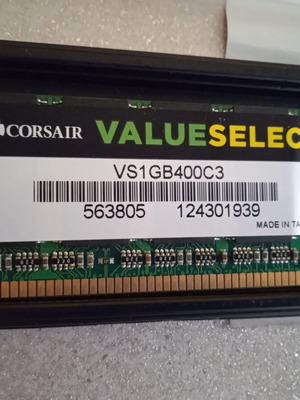 CORSAIR VALUESELEC
VS1GB400C3
563805 124301939
MADE IN TA